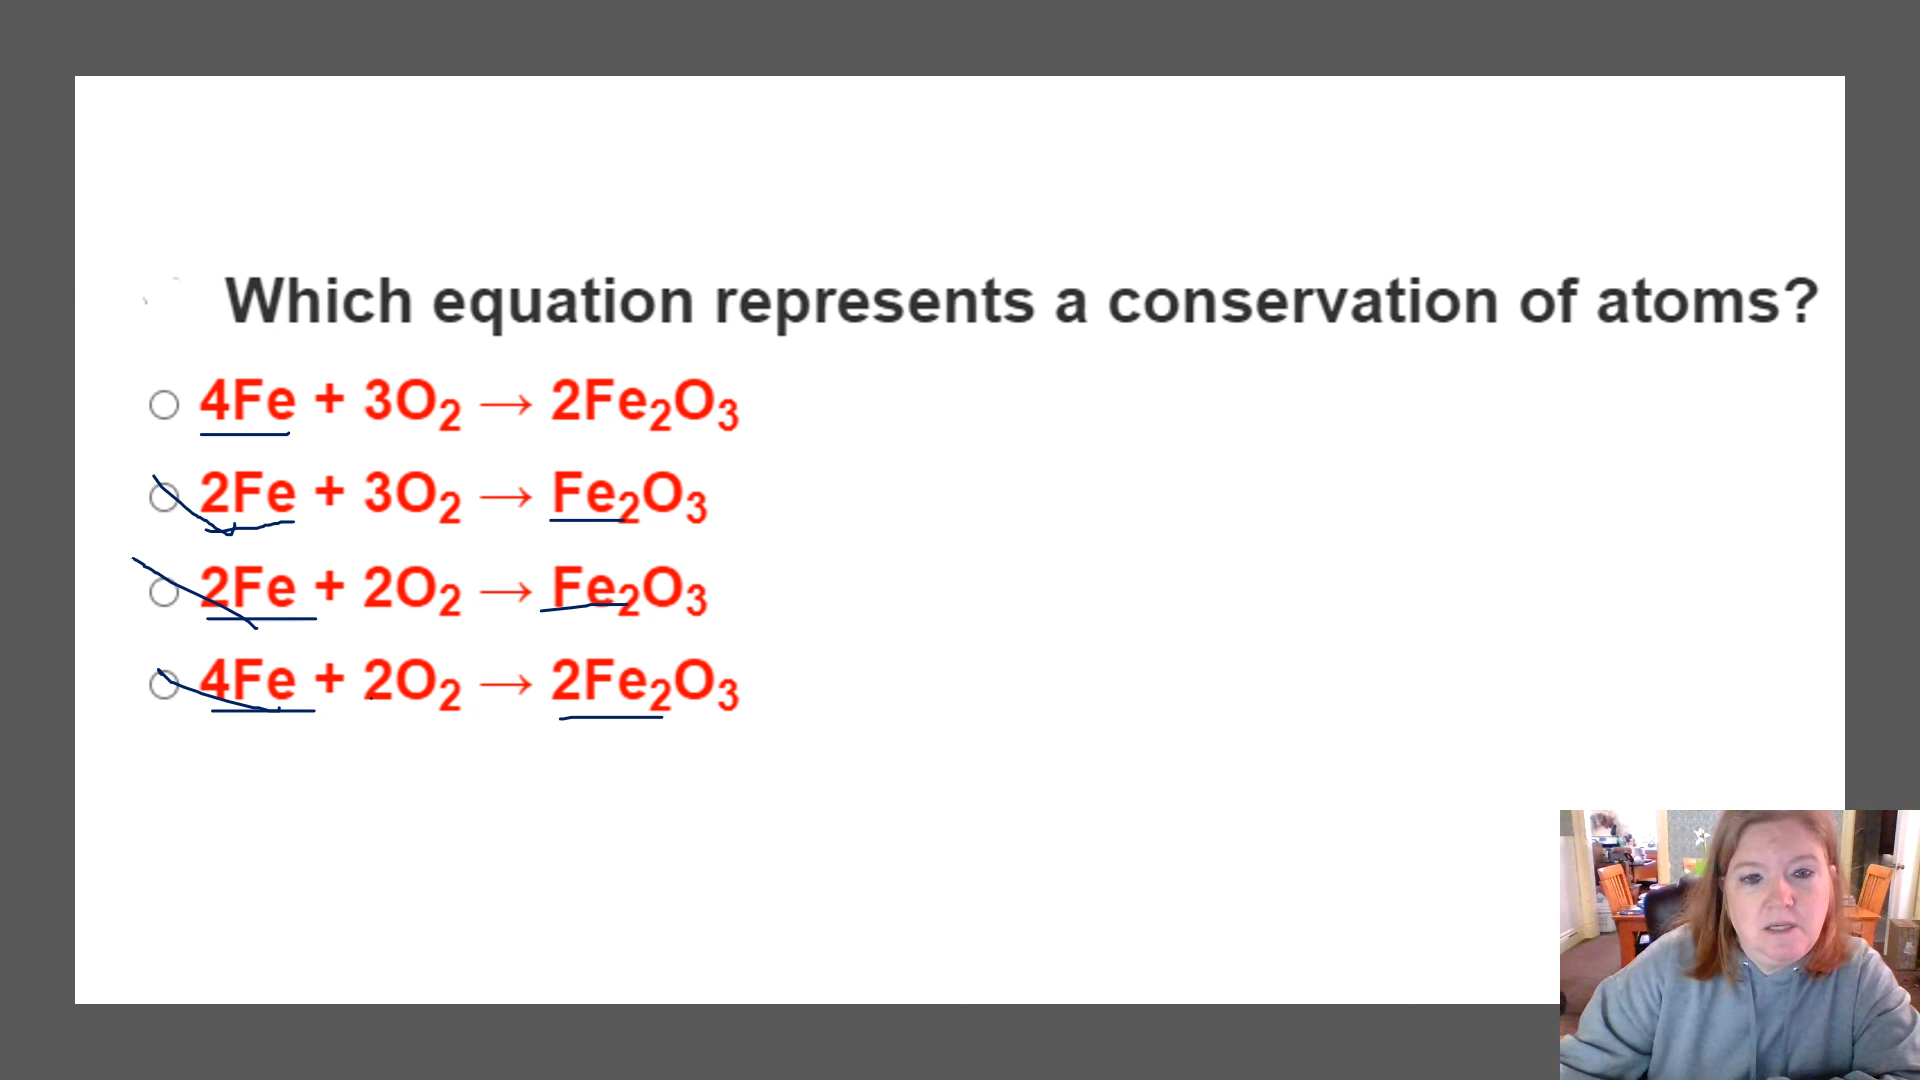 Which equation represents a conservation of atoms?
4Fe + 3O₂ → 2Fe₂O₃
2Fe + 3O₂ → Fe₂O₃
2Fe + 2O₂ → Fe₂O₃
4Fe + 2O₂ → 2Fe₂O₃